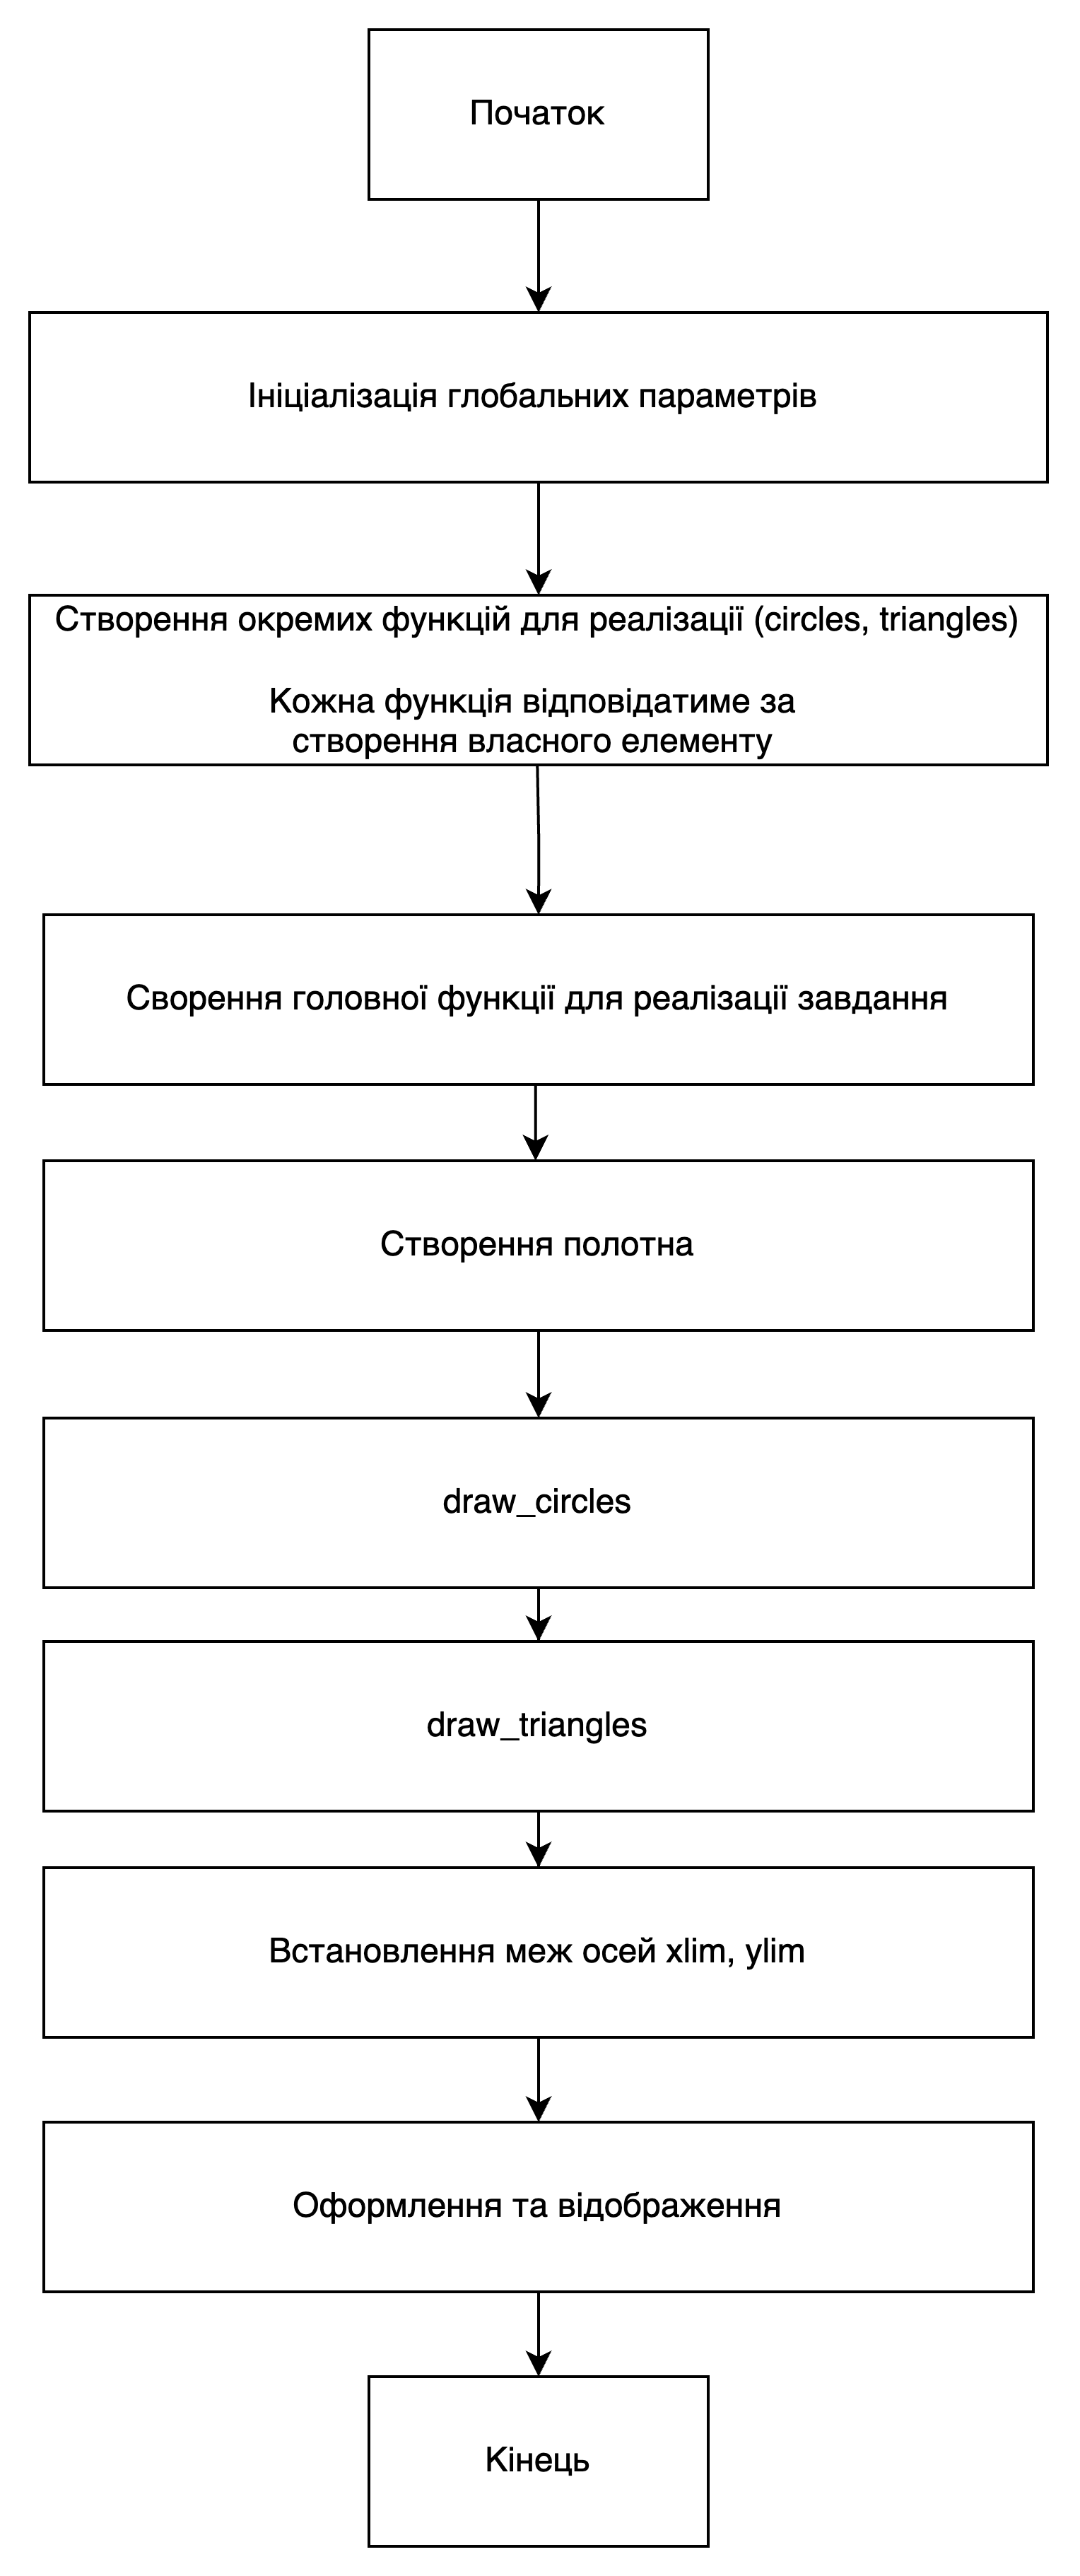 Початок
Ініціалізація глобальних параметрів
Створення окремих функцій для реалізації (circles, triangles)
Кожна функція відповідатиме за
створення власного елементу
Сворення головної функції для реалізації завдання
Створення полотна
draw_circles
draw_triangles
Встановлення меж осей xlim, ylim
Оформлення та відображення
Кінець